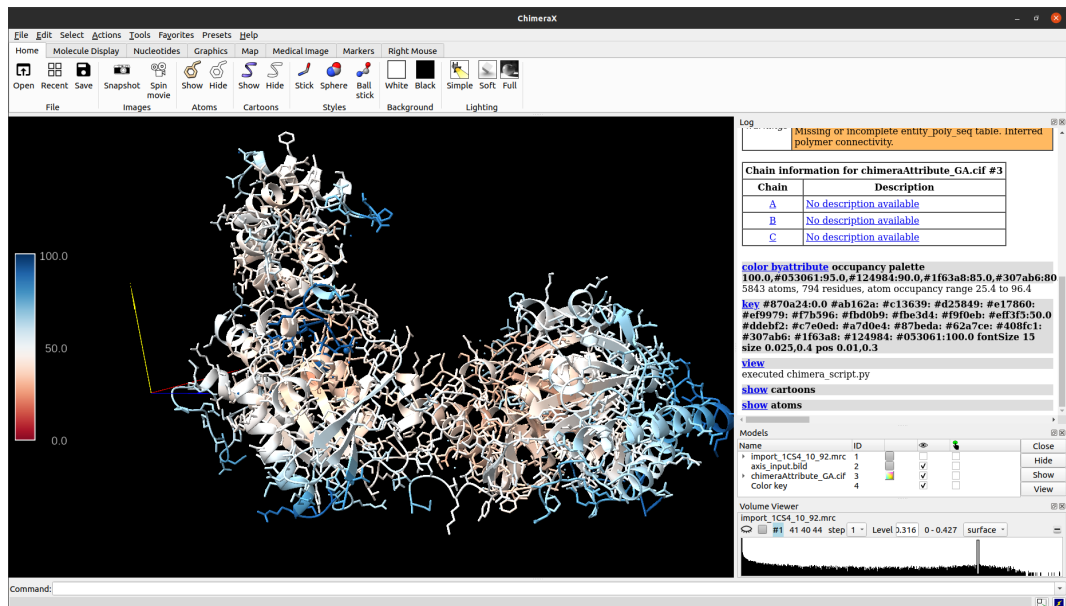 ChimeraX
File Edit Select Actions Tools Favorites Presets Help
Home Molecule Display Nucleotides Graphics Map Medical Image Markers Right Mouse
Open Recent Save Snapshot Spin movie Show Hide Show Hide Stick Sphere Ball stick White Black Simple Soft Full
File Images Atoms Cartoons Styles Background Lighting
100.0
50.0
0.0
Log
Missing or incomplete entity_poly_seq table. Inferred
polymer connectivity.
Chain information for chimeraAttribute_GA.cif #3
Chain Description
A No description available
B No description available
C No description available
color byattribute occupancy palette
100.0,#053061:95.0,#124984:90.0,#1f63a8:85.0,#307ab6:80
5843 atoms, 794 residues, atom occupancy range 25.4 to 96.4
key #870a24:0.0 #ab162a: #c13639: #d25849: #e17860:
#ef9979: #f7b596: #fbd0b9: #fbe3d4: #f9f0eb: #eff3f5:50.0
#ddebf2: #c7e0ed: #a7d0e4: #87beda: #62a7ce: #408fc1:
#307ab6: #1f63a8: #124984: #053061:100.0 fontSize 15
size 0.025,0.4 pos 0.01,0.3
view
executed chimera_script.py
show cartoons
show atoms
Models
Name ID Close
import_1CS4_10_92.mrc 1 Hide
axis_input.bild 2
chimeraAttribute_GA.cif 3 Show
Color key 4 View
Volume Viewer
import_1CS4_10_92.mrc
#1 41 40 44 step 1 Level 0.316 0 - 0.427 surface
Command: